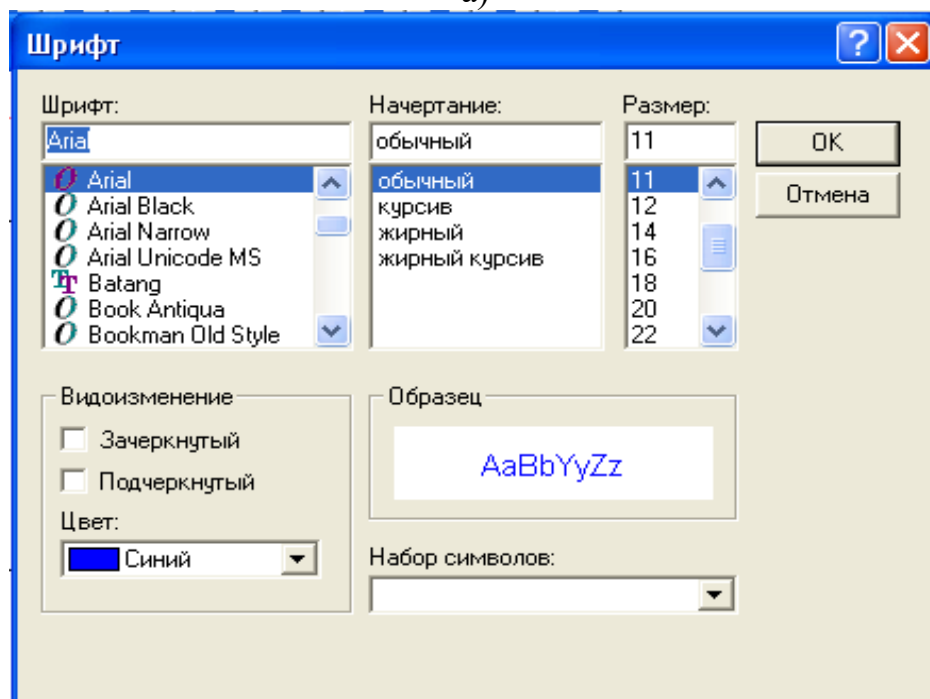 а)
Шрифт
Шрифт:
Начертание:
Размер:
Arial
обычный
11
OK
Отмена
Arial
Arial Black
Arial Narrow
Arial Unicode MS
Batang
Book Antiqua
Bookman Old Style
обычный
курсив
жирный
жирный курсив
11
12
14
16
18
20
22
Видоизменение
Зачеркнутый
Подчеркнутый
Цвет:
Синий
Образец
AaBbYyZz
Набор символов: